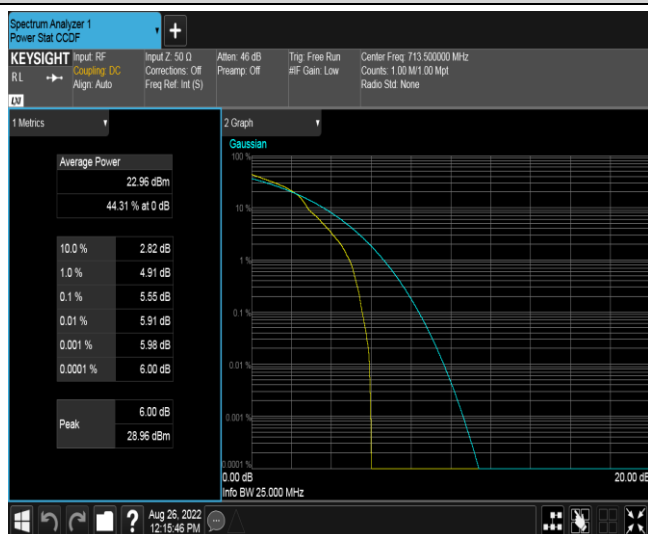 Spectrum Analyzer 1
Power Stat CCDF
+
KEYSIGHT
RL
LXI
Input: RF
Coupling: DC
Align: Auto
Input Z: 50 Ω
Corrections: Off
Freq Ref: Int (S)
Atten: 46 dB
Preamp: Off
Trig: Free Run
#IF Gain: Low
Center Freq: 713.500000 MHz
Counts: 1.00 M/1.00 Mpt
Radio Std: None
1 Metrics
Average Power
22.96 dBm
44.31 % at 0 dB
10.0 % 2.82 dB
1.0 % 4.91 dB
0.1 % 5.55 dB
0.01 % 5.91 dB
0.001 % 5.98 dB
0.0001 % 6.00 dB
Peak
6.00 dB
28.96 dBm
2 Graph
Gaussian
100 %
10 %
1 %
0.1 %
0.01 %
0.001 %
0.0001 %
0.00 dB 20.00 dB
Info BW 25.000 MHz
?
Aug 26, 2022
12:15:46 PM